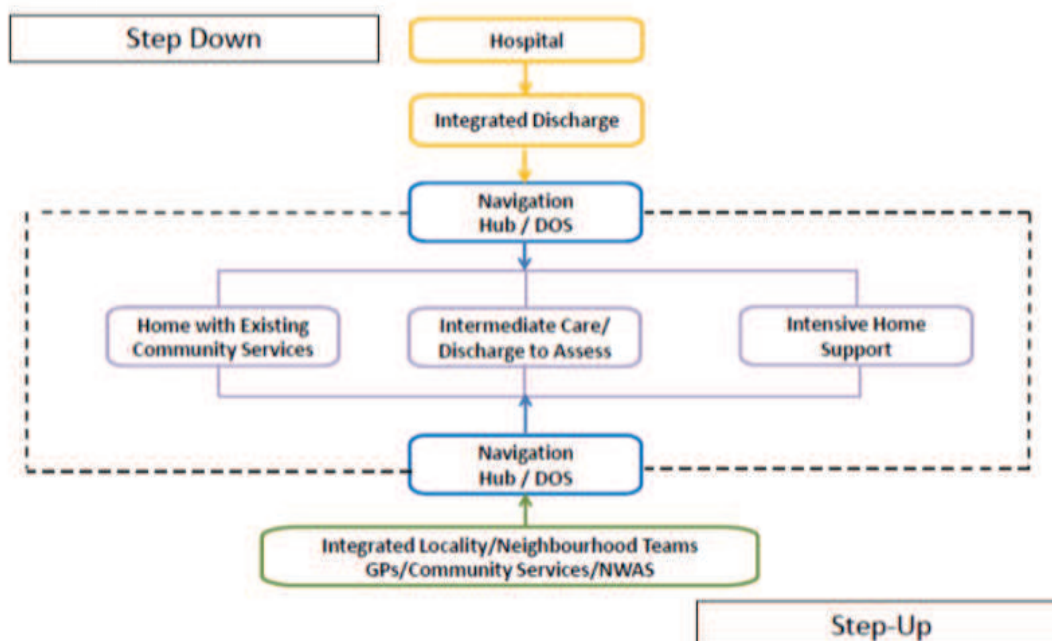 Step Down
Hospital
Integrated Discharge
Navigation
Hub / DOS
Home with Existing
Community Services
Intermediate Care/
Discharge to Assess
Intensive Home
Support
Navigation
Hub / DOS
Integrated Locality/Neighbourhood Teams
GPs/Community Services/NWAS
Step-Up